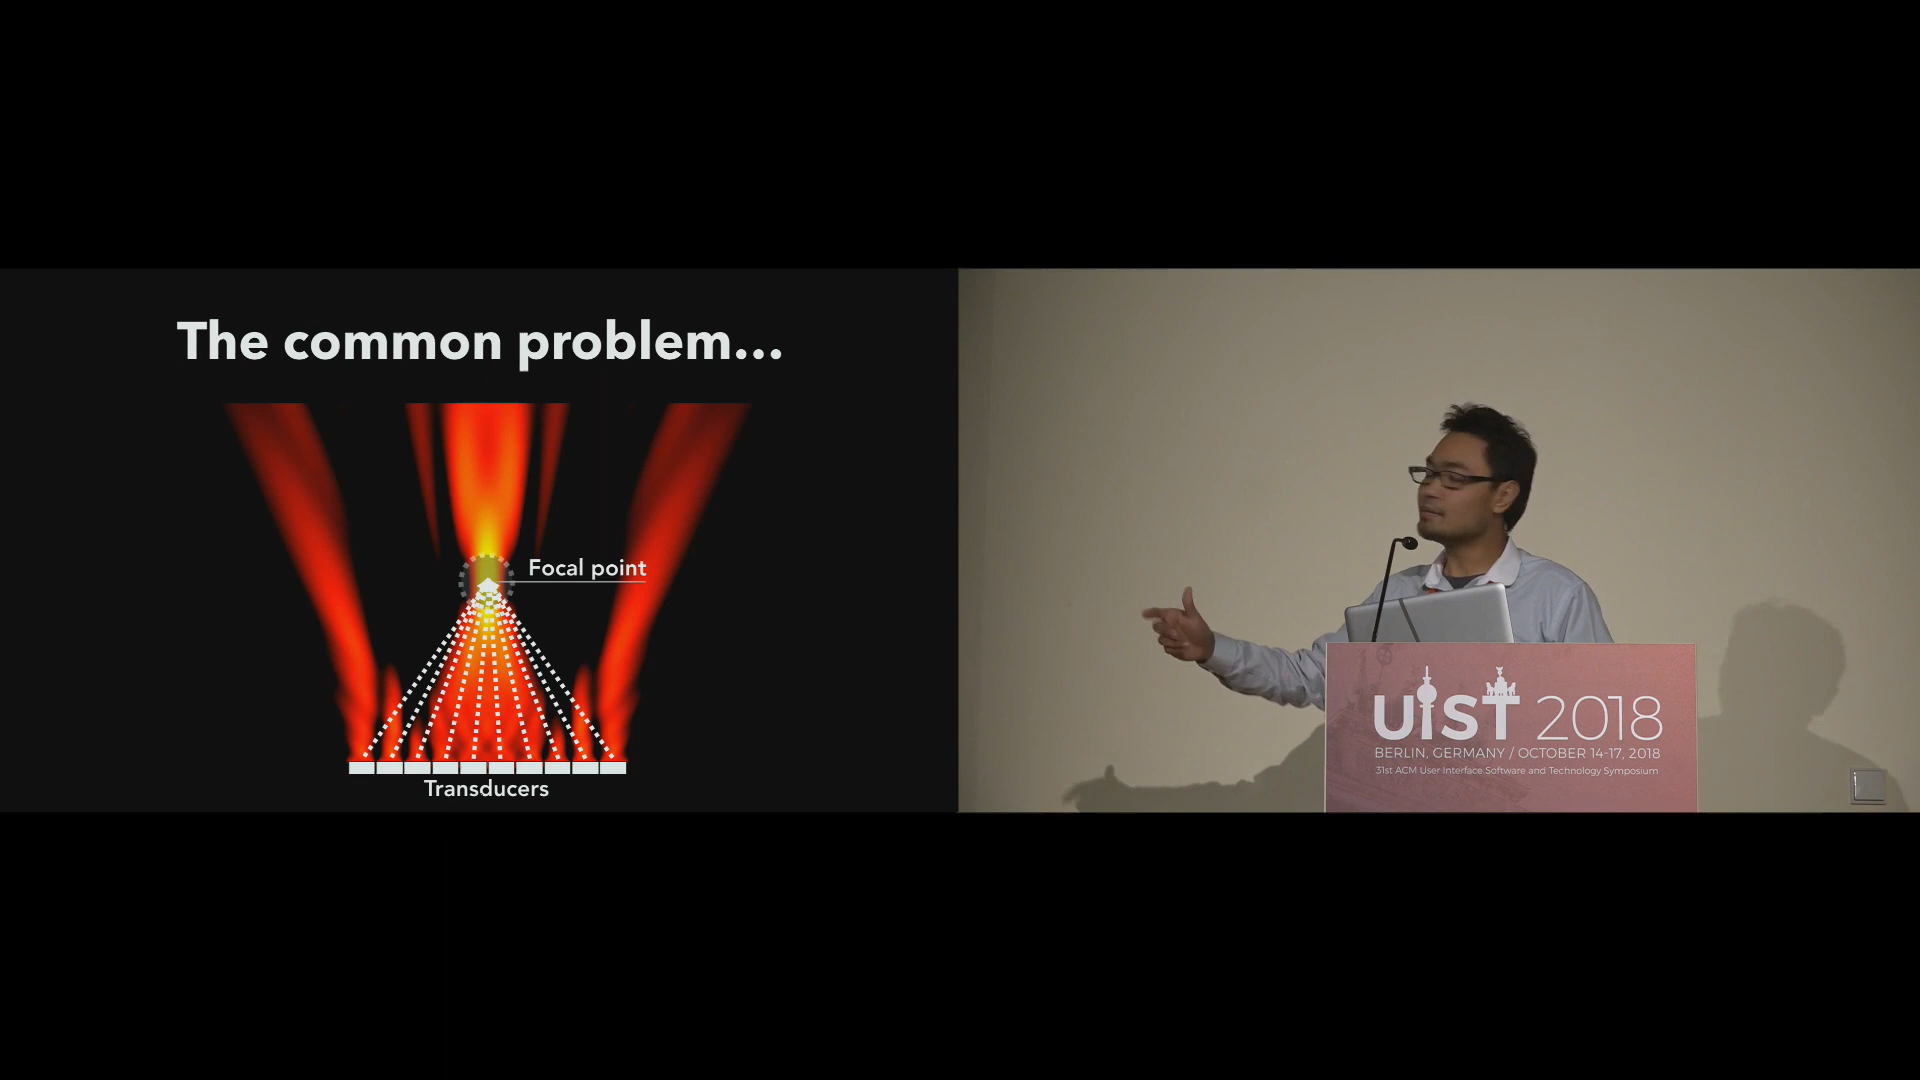 The common problem...
Focal point
Transducers
UIST 2018
BERLIN, GERMANY / OCTOBER 14-17, 2018
31st ACM User Interface Software and Technology Symposium